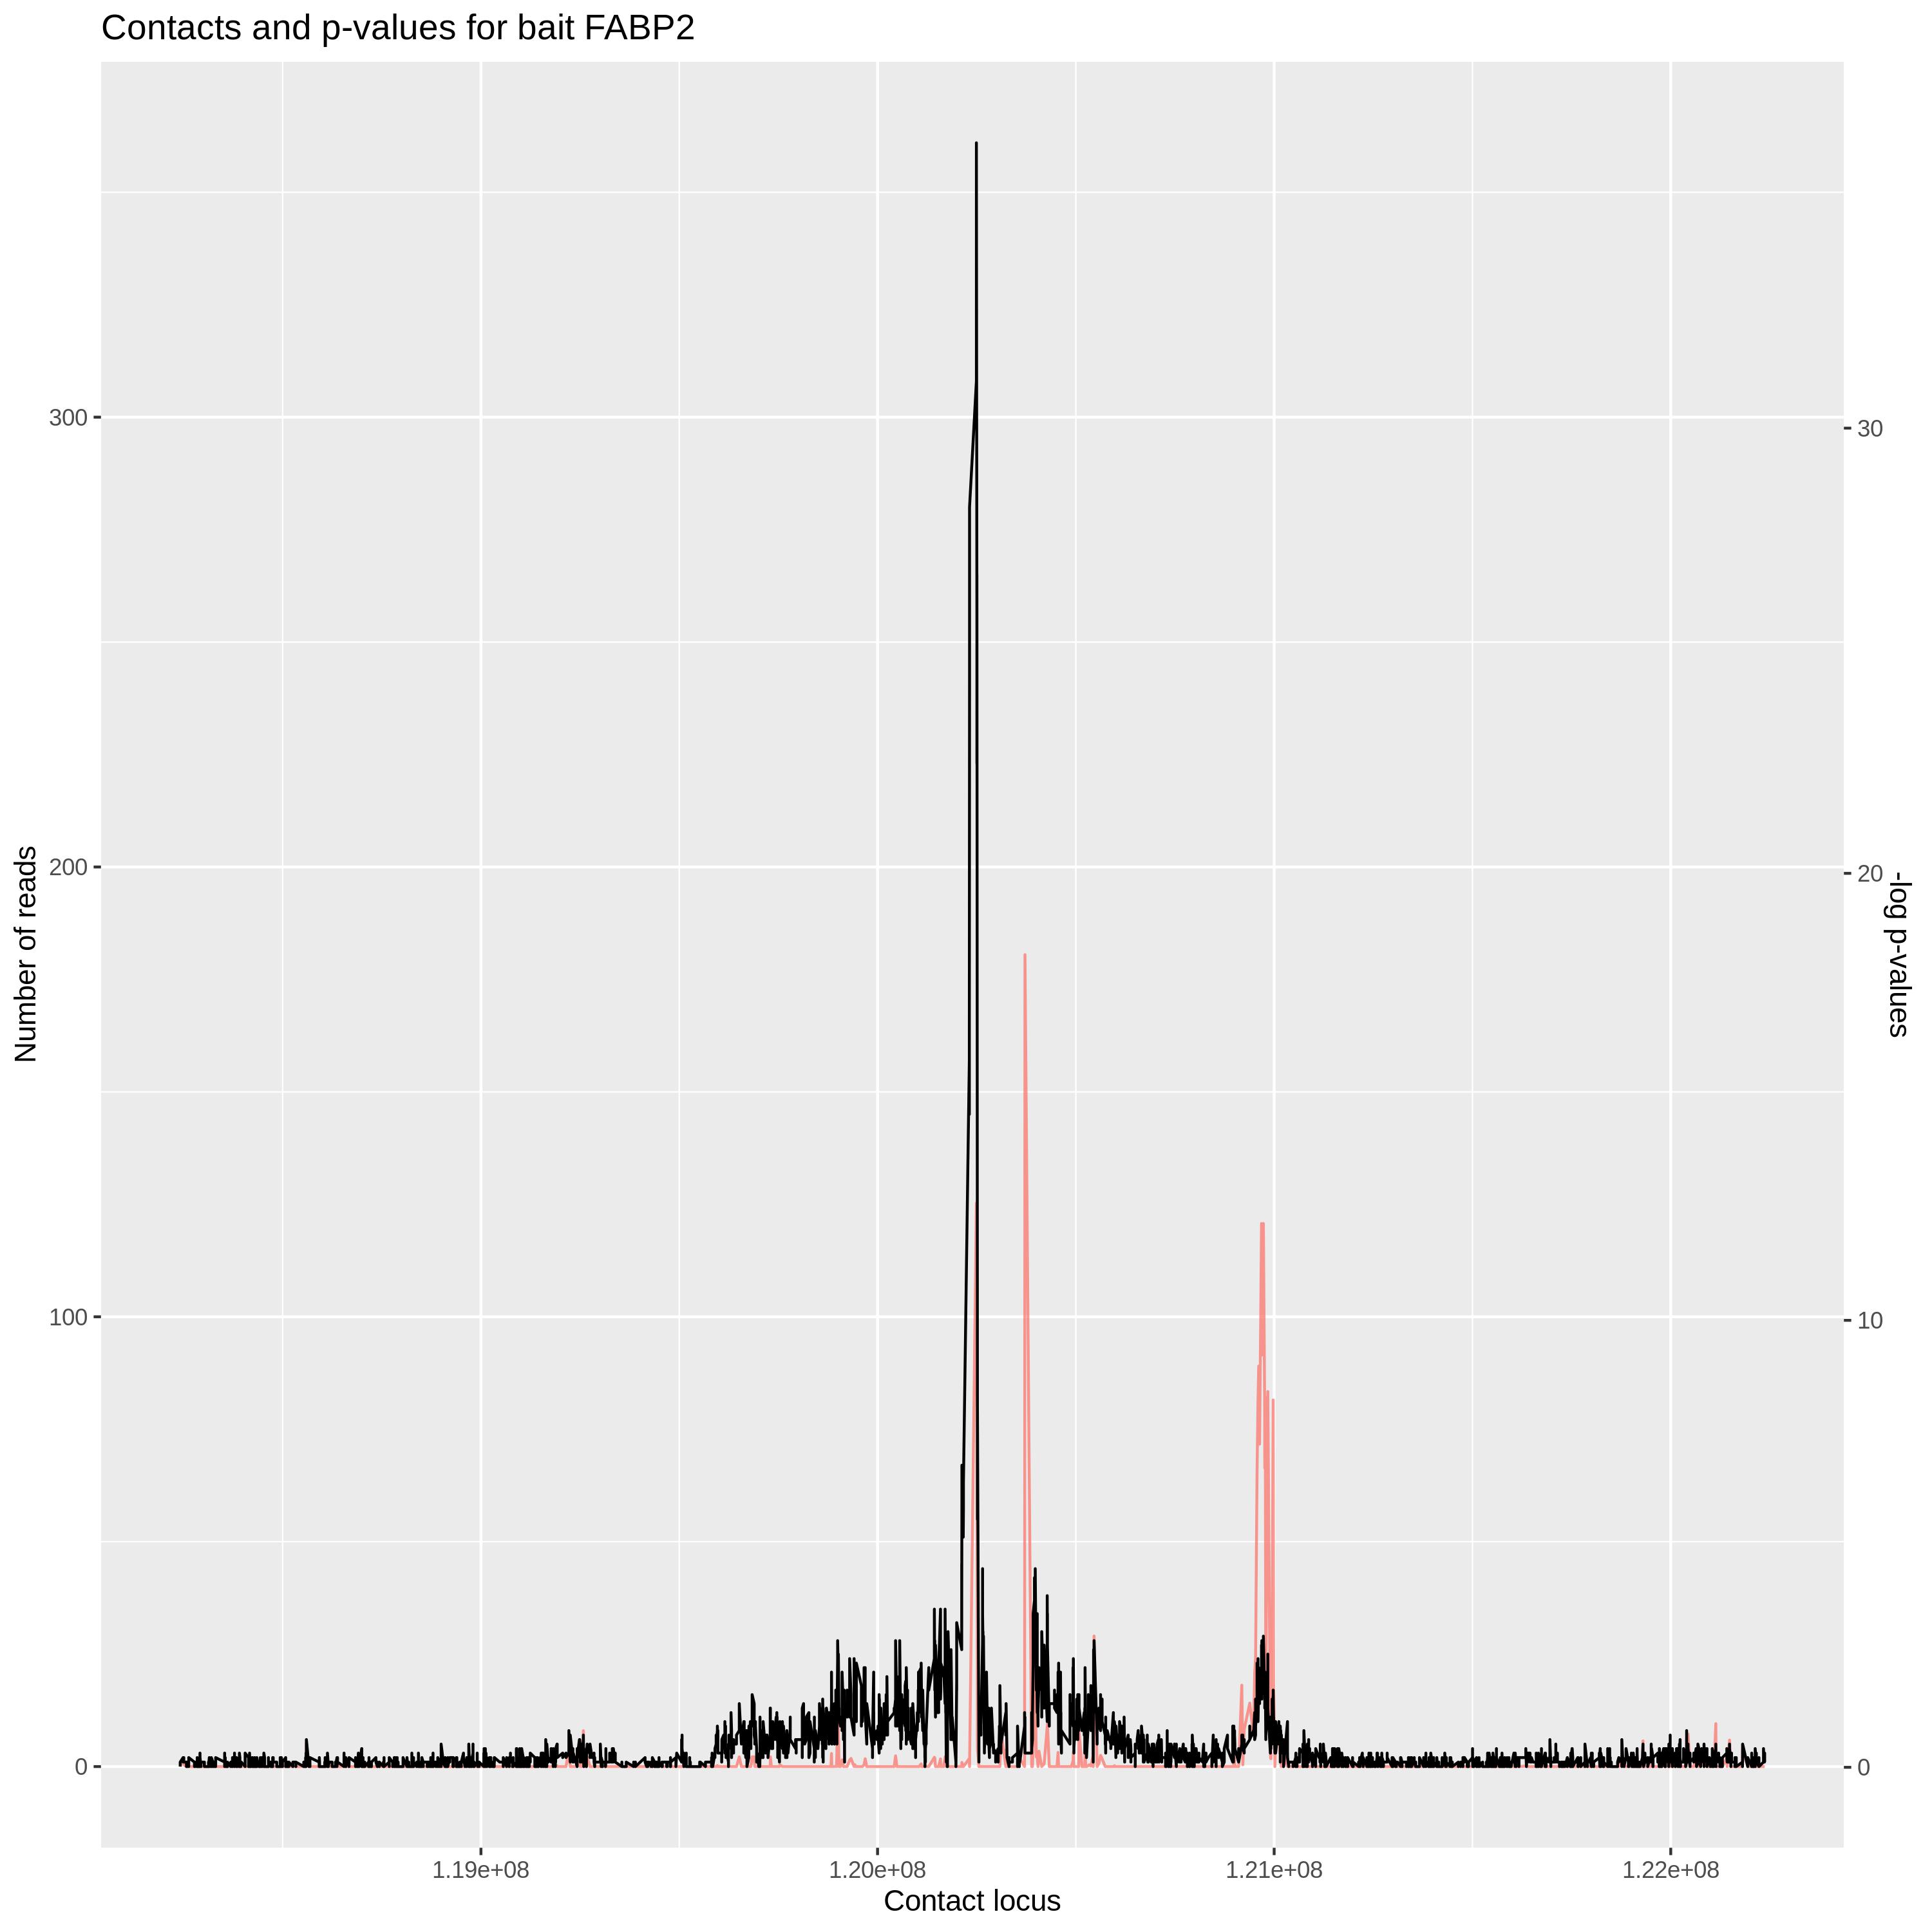 Contacts and p-values for bait FABP2
Number of reads
300
200
100
0
30
20
10
0
-log p-values
1.19e+08
1.20e+08
1.21e+08
1.22e+08
Contact locus